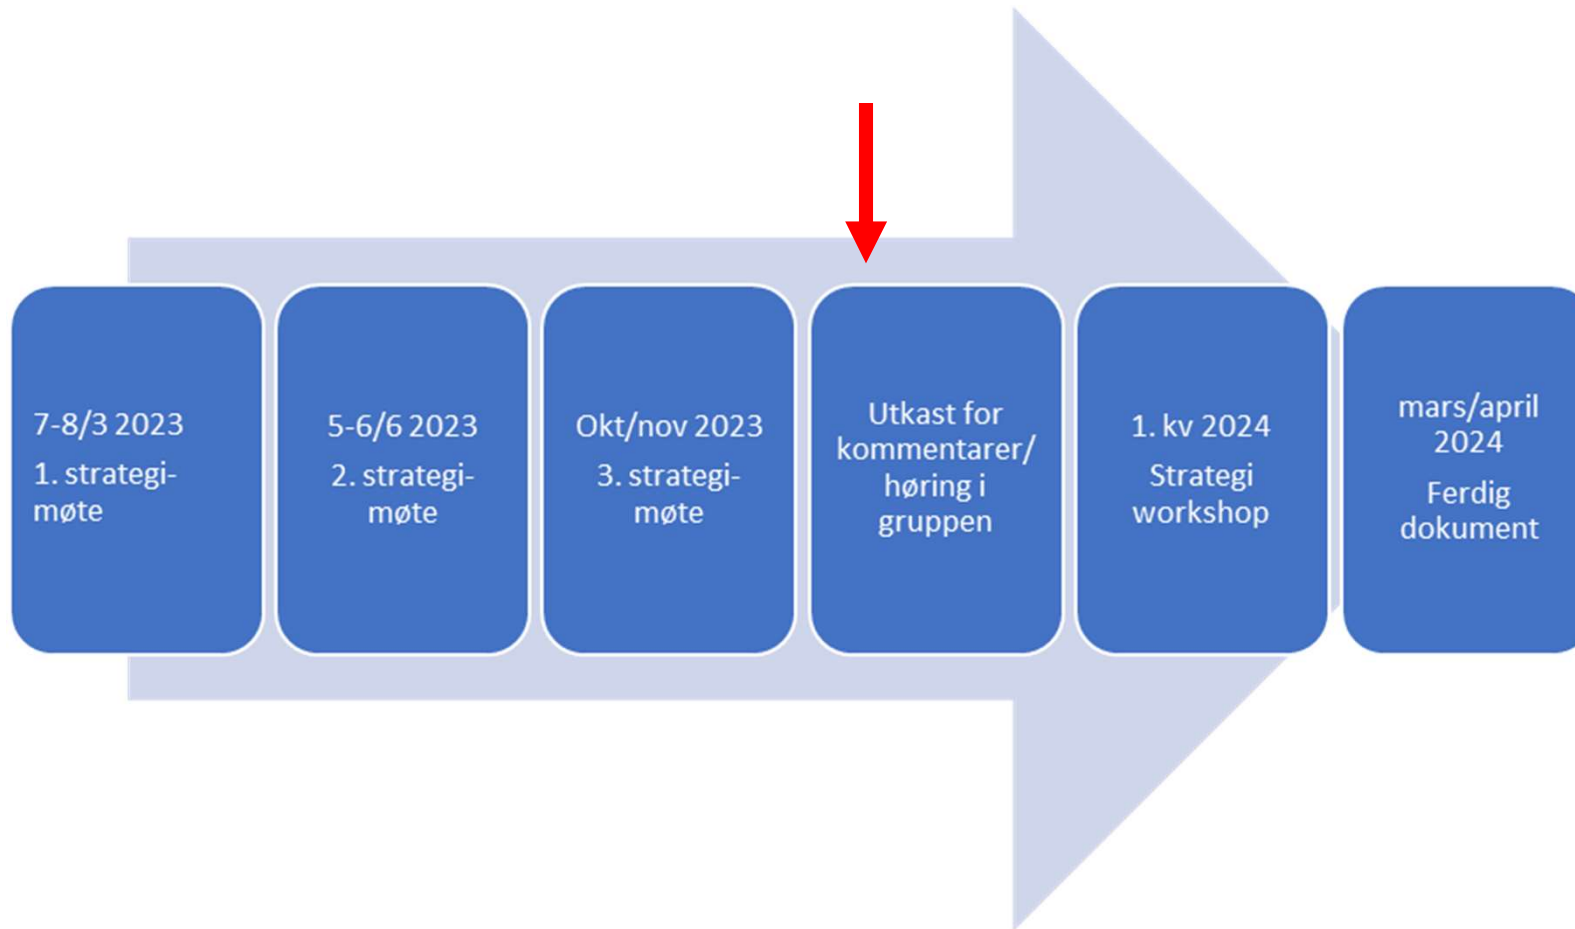 7-8/3 2023
1. strategi-
møte
5-6/6 2023
2. strategi-
møte
Okt/nov 2023
3. strategi-
møte
Utkast for
kommentarer/
høring i
gruppen
1. kv 2024
Strategi
workshop
mars/april
2024
Ferdig
dokument